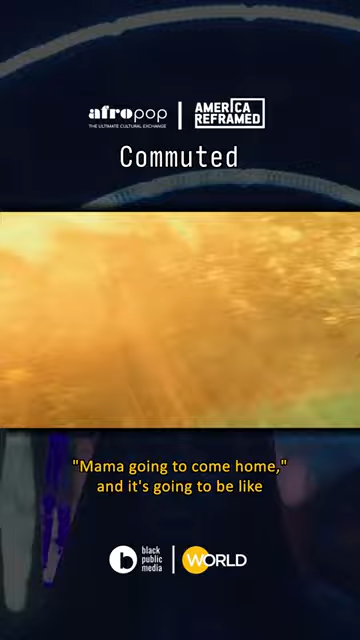 afropop
THE ULTIMATE CULTURAL EXCHANGE
AMERICA
REFRAMED
Commuted
"Mama going to come home,"
and it's going to be like
b
black
public
media
WORLD